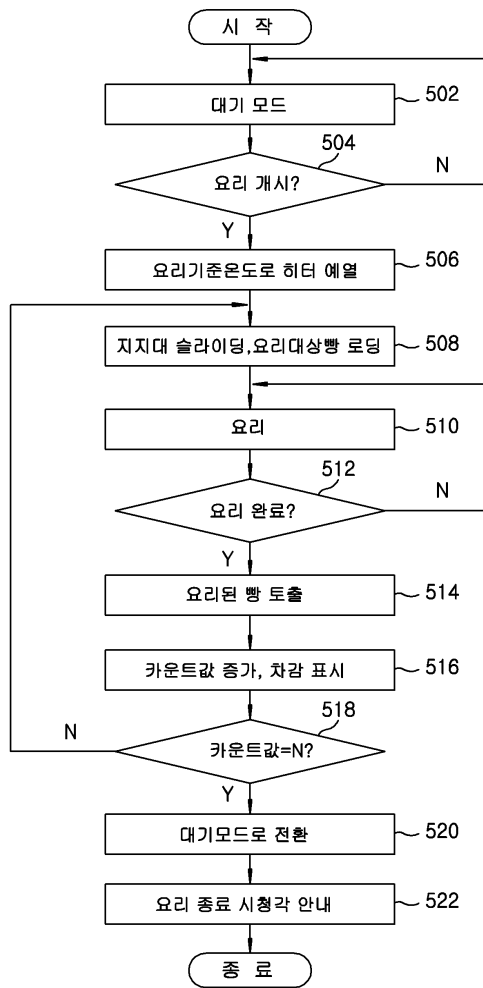 시 작
대기 모드
502
504
요리 개시?
N
Y
요리기준온도로 히터 예열
506
지지대 슬라이딩,요리대상빵 로딩
508
요리
510
512
요리 완료?
N
Y
요리된 빵 토출
514
카운트값 증가, 차감 표시
516
518
N
카운트값=N?
Y
대기모드로 전환
520
요리 종료 시청각 안내
522
종 료